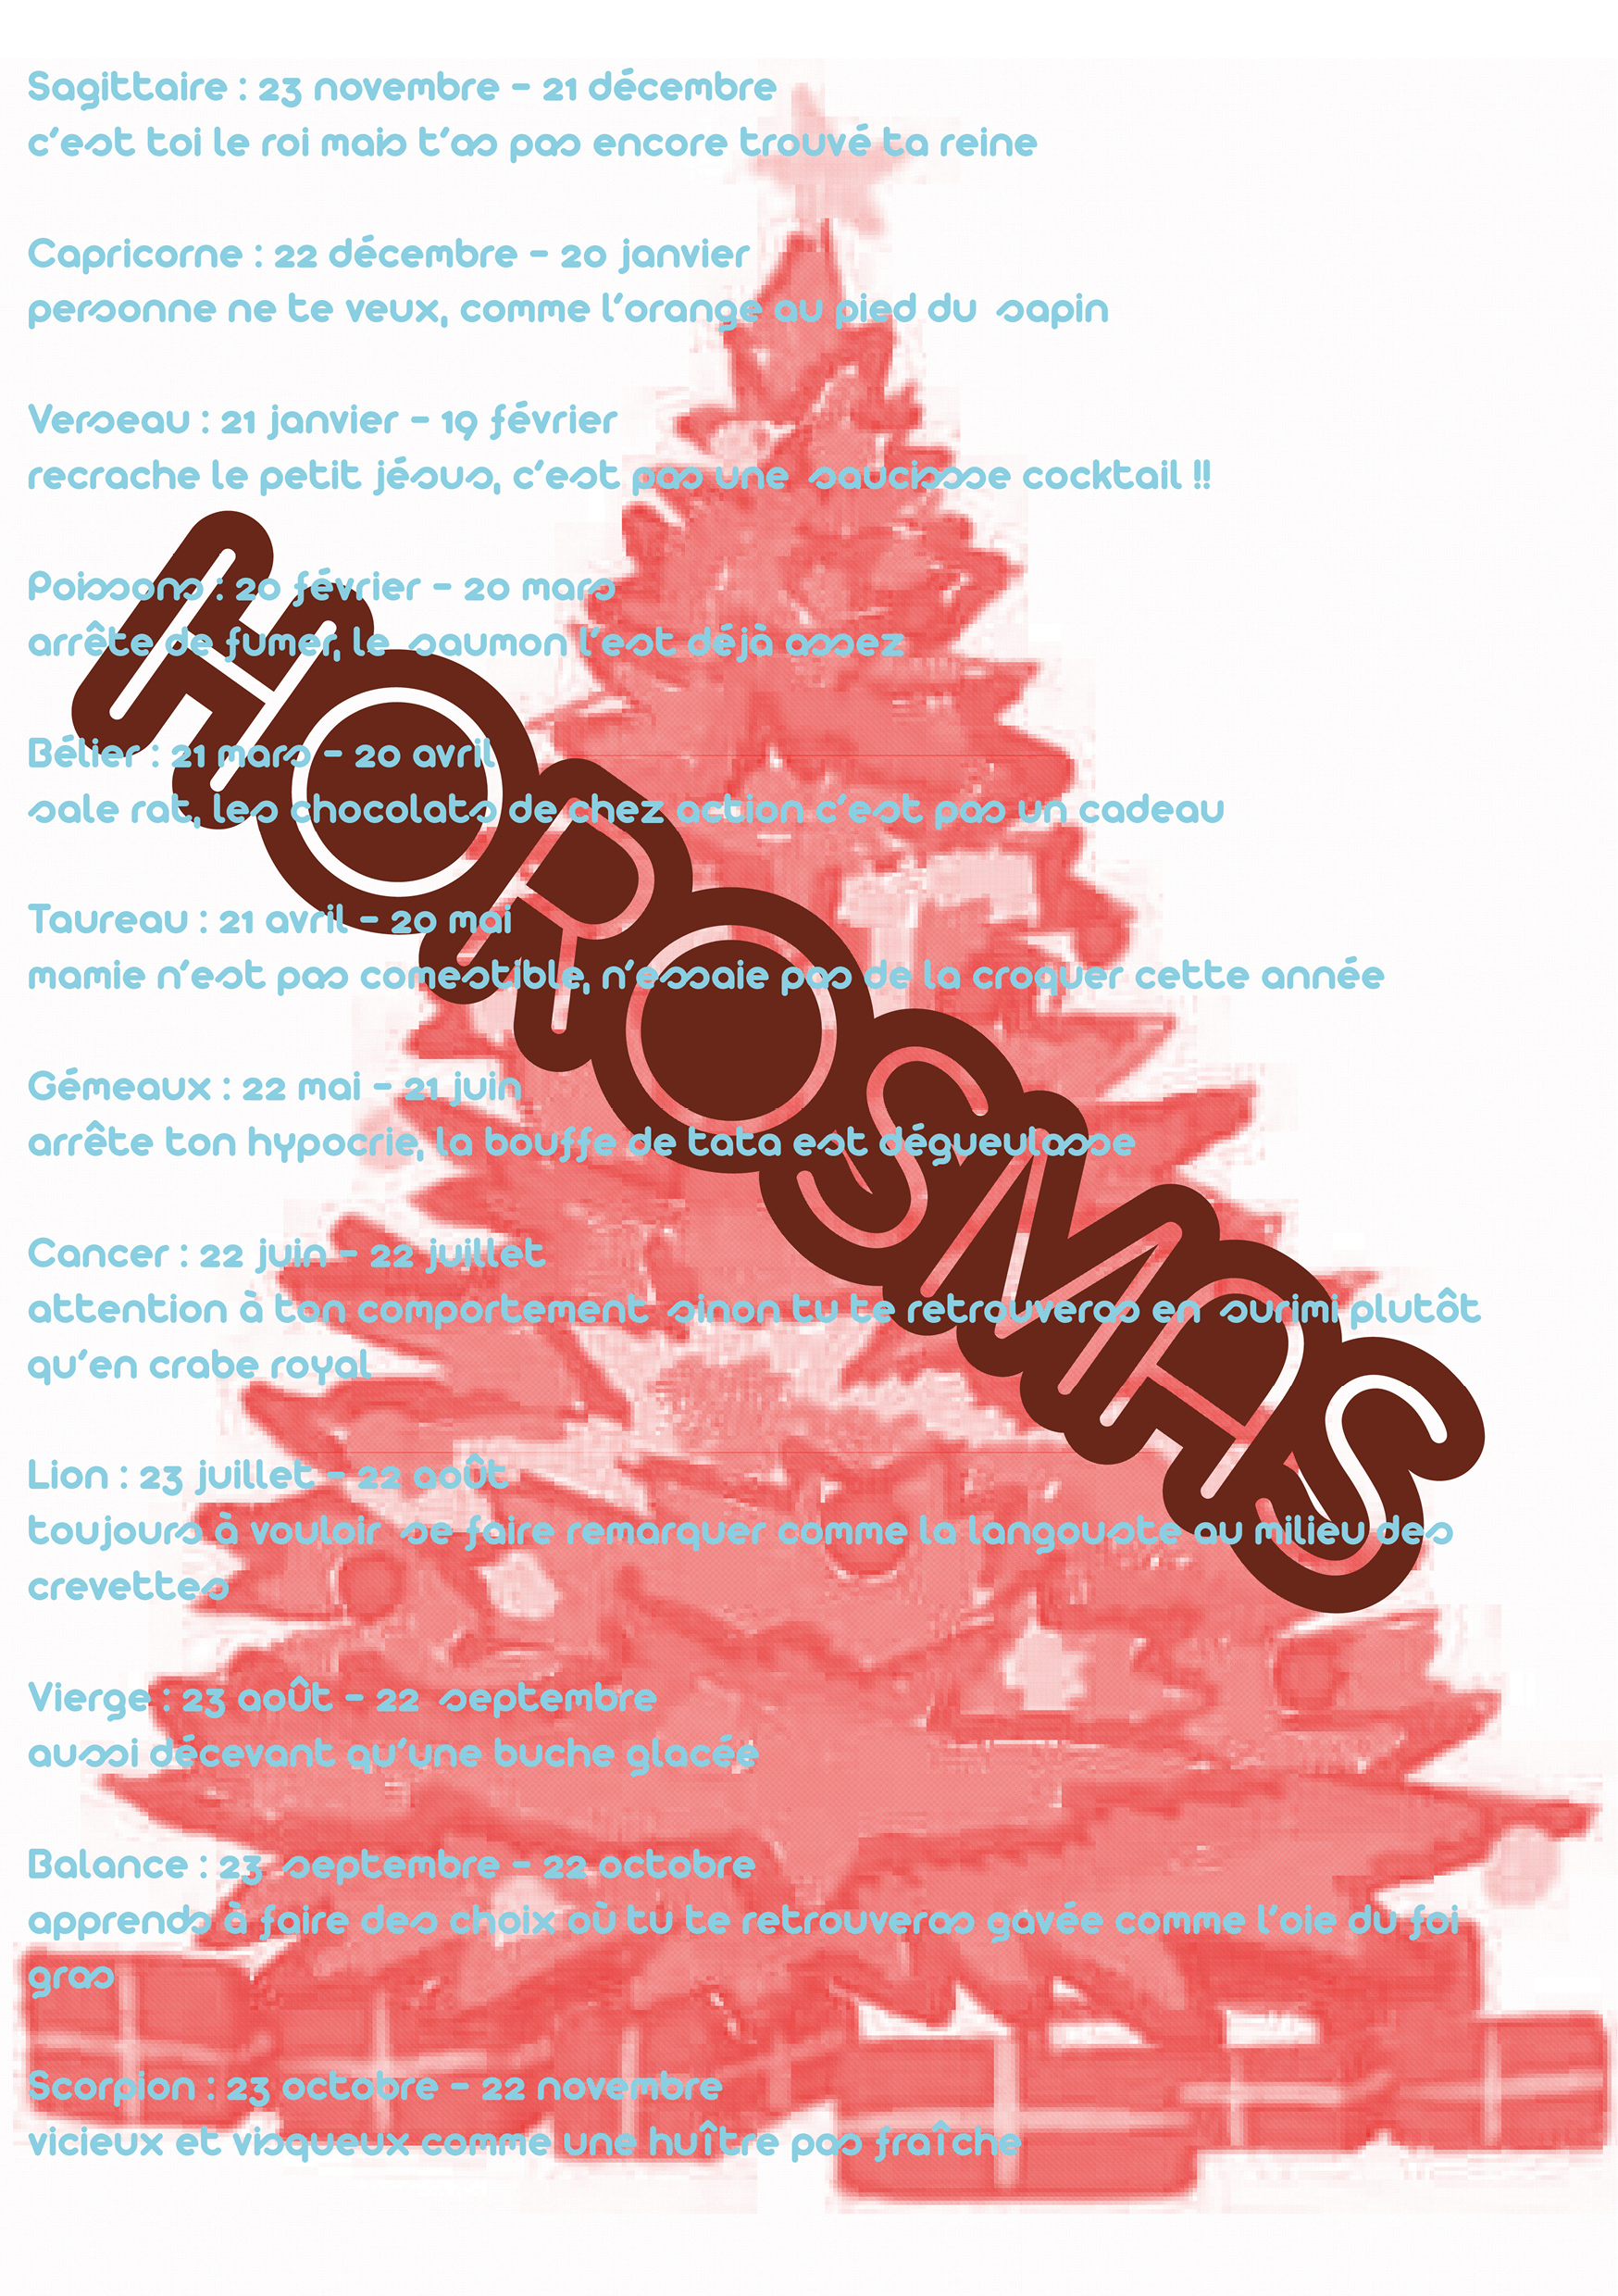 Sagittaire : 23 novembre - 21 décembre
c'est toi le roi mais t'as pas encore trouvé ta reine
Capricorne : 22 décembre - 20 janvier
personne ne te veux, comme l'orange au pied du sapin
Verseau : 21 janvier - 19 février
recrache le petit jésus, c'est pas une saucisse cocktail !!
HOROSMAS
Poissons : 20 février - 20 mars
arrête de fumer, le saumon l'est déjà assez
Bélier : 21 mars - 20 avril
sale rat, les chocolats de chez action c'est pas un cadeau
Taureau : 21 avril - 20 mai
mamie n'est pas comestible, n'essaie pas de la croquer cette année
Gémeaux : 22 mai - 21 juin
arrête ton hypocrie, la bouffe de tata est dégueulasse
Cancer : 22 juin - 22 juillet
attention à ton comportement sinon tu te retrouveras en surimi plutôt
qu'en crabe royal
Lion : 23 juillet - 22 août
toujours à vouloir se faire remarquer comme la langouste au milieu des
crevettes
Vierge : 23 août - 22 septembre
aussi décevant qu'une buche glacée
Balance : 23 septembre - 22 octobre
apprends à faire des choix où tu te retrouveras gavée comme l'oie du foi
gras
Scorpion : 23 octobre - 22 novembre
vicieux et visqueux comme une huître pas fraîche